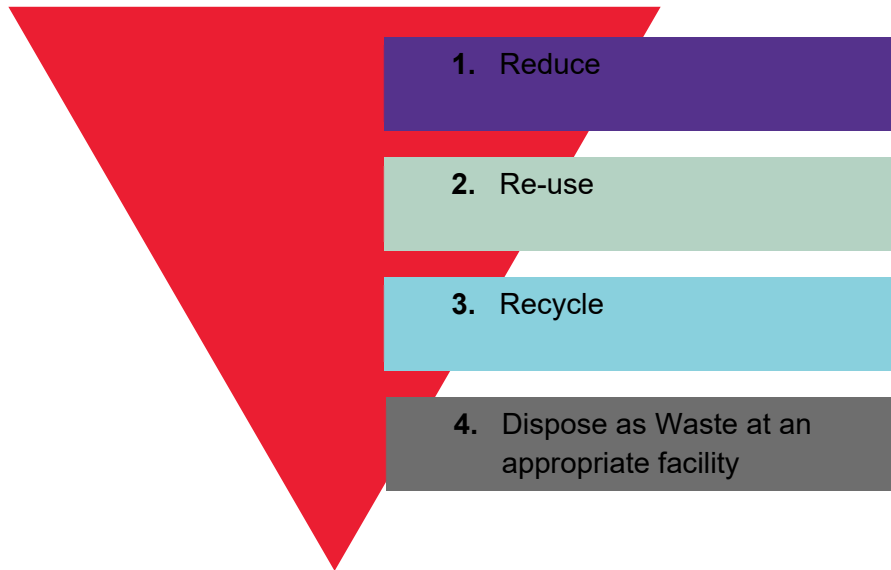 1. Reduce
2. Re-use
3. Recycle
4. Dispose as Waste at an
appropriate facility